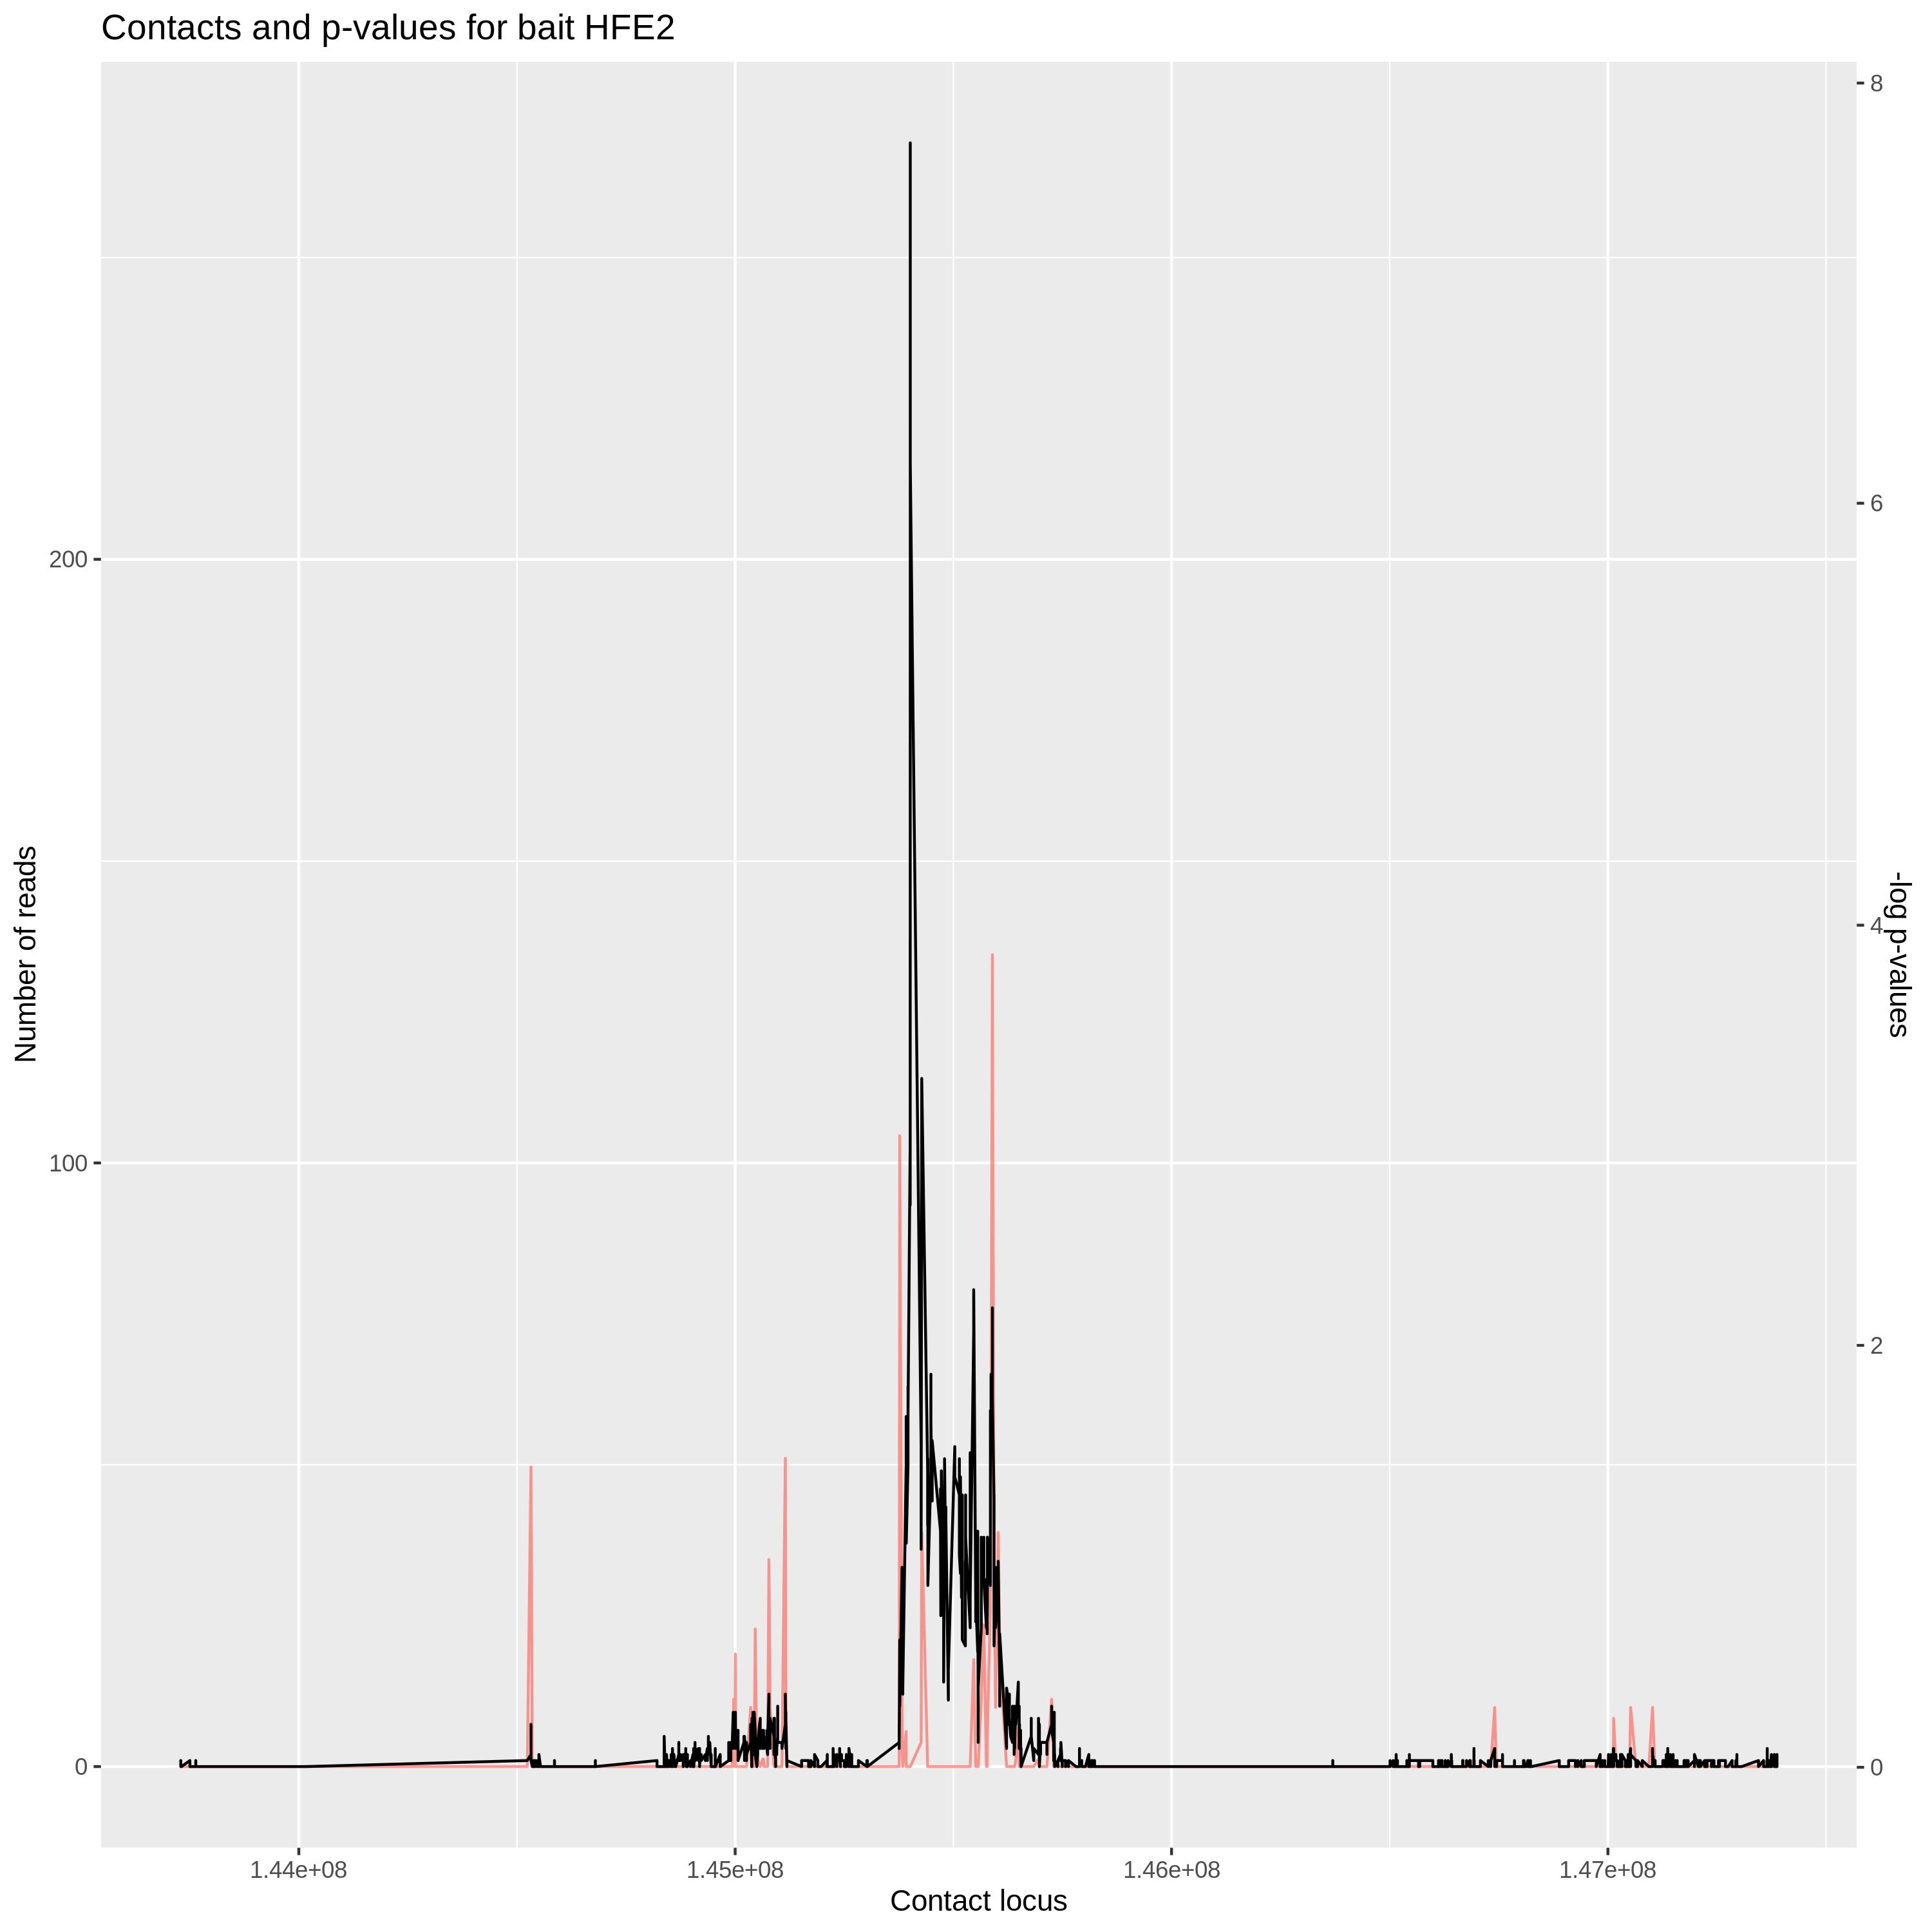 Contacts and p-values for bait HFE2
Number of reads
200
100
0
8
6
4
2
0
-log p-values
1.44e+08 1.45e+08 1.46e+08 1.47e+08
Contact locus